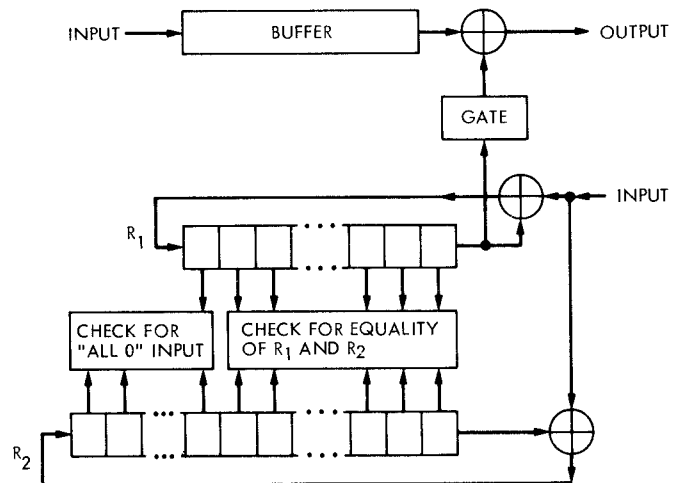 INPUT
BUFFER
OUTPUT
GATE
INPUT
R1
CHECK FOR
"ALL 0" INPUT
CHECK FOR EQUALITY
OF R1 AND R2
R2